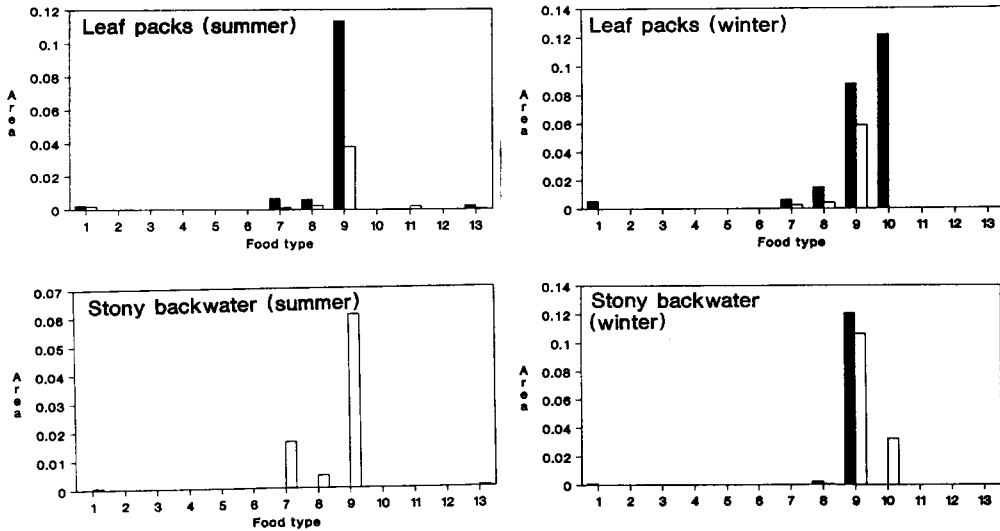 Leaf packs (summer)
0.12
0.1
0.08
0.06
0.04
0.02
0
Area
1 2 3 4 5 6 7 8 9 10 11 12 13
Food type
Leaf packs (winter)
0.14
0.12
0.1
0.08
0.06
0.04
0.02
0
Area
1 2 3 4 5 6 7 8 9 10 11 12 13
Food type
Stony backwater (summer)
0.07
0.06
0.05
0.04
0.03
0.02
0.01
0
Area
1 2 3 4 5 6 7 8 9 10 11 12 13
Food type
Stony backwater
(winter)
0.14
0.12
0.1
0.08
0.06
0.04
0.02
0
Area
1 2 3 4 5 6 7 8 9 10 11 12 13
Food type